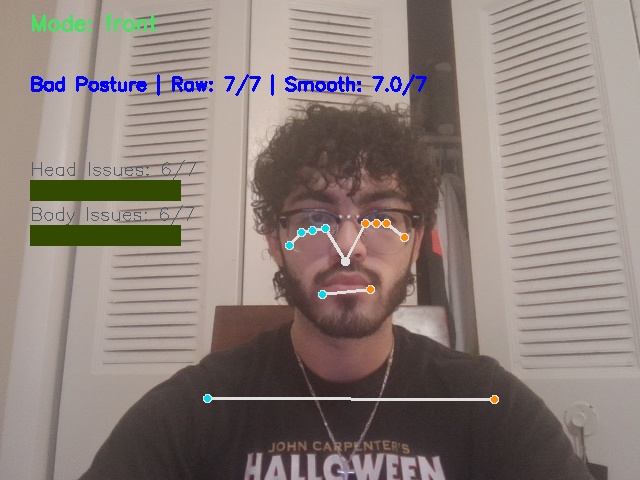 Mode: front
Bad Posture | Raw: 7/7 | Smooth: 7.0/7
Head Issues: 6/7
Body Issues: 6/7
JOHN CARPENTER'S
HALLOWEEN